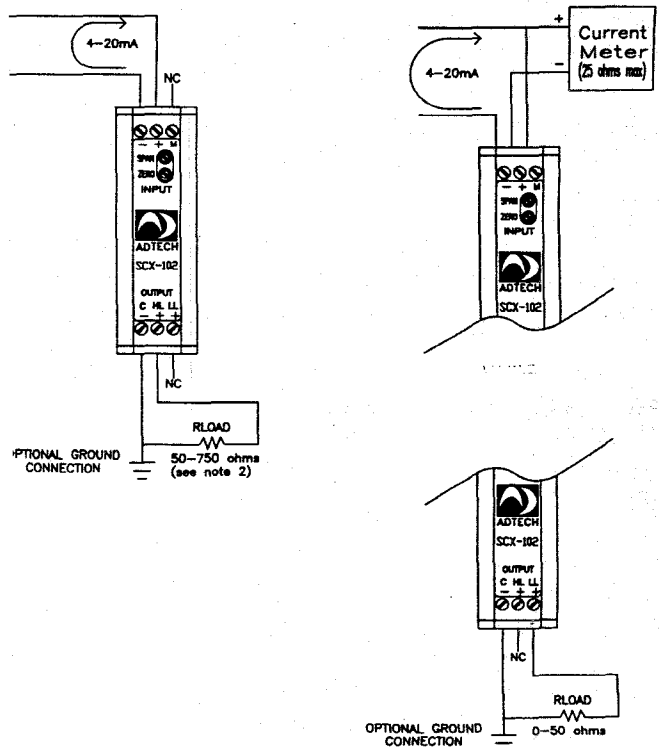 4-20mA
NC
- + M
SPAN
ZERO
INPUT
ADTECH
SCX-102
OUTPUT
C HL LL
- + +
NC
RLOAD
50-750 ohms
(see note 2)
PTIONAL GROUND
CONNECTION
+
-
Current
Meter
(25 ohms max)
4-20mA
- + M
SPAN
ZERO
INPUT
ADTECH
SCX-102
ADTECH
SCX-102
OUTPUT
C HL LL
- + +
NC
RLOAD
0-50 ohms
OPTIONAL GROUND
CONNECTION